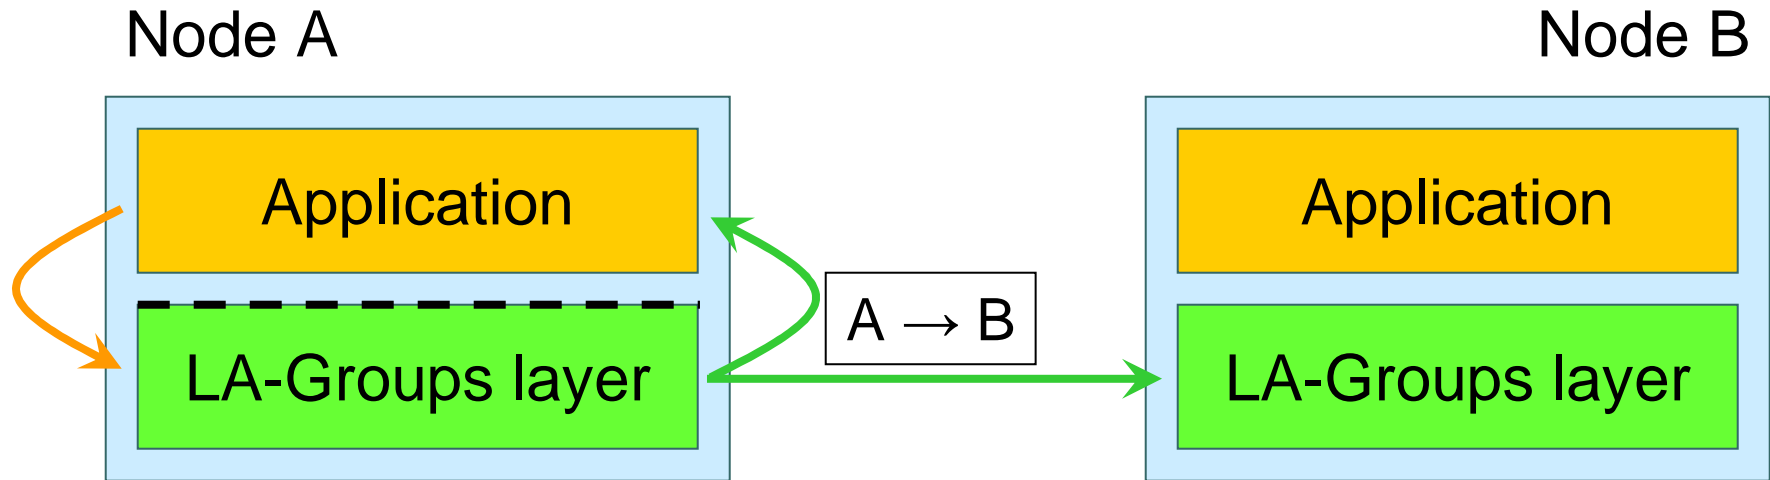 Node A
Node B
Application
Application
A → B
LA-Groups layer
LA-Groups layer